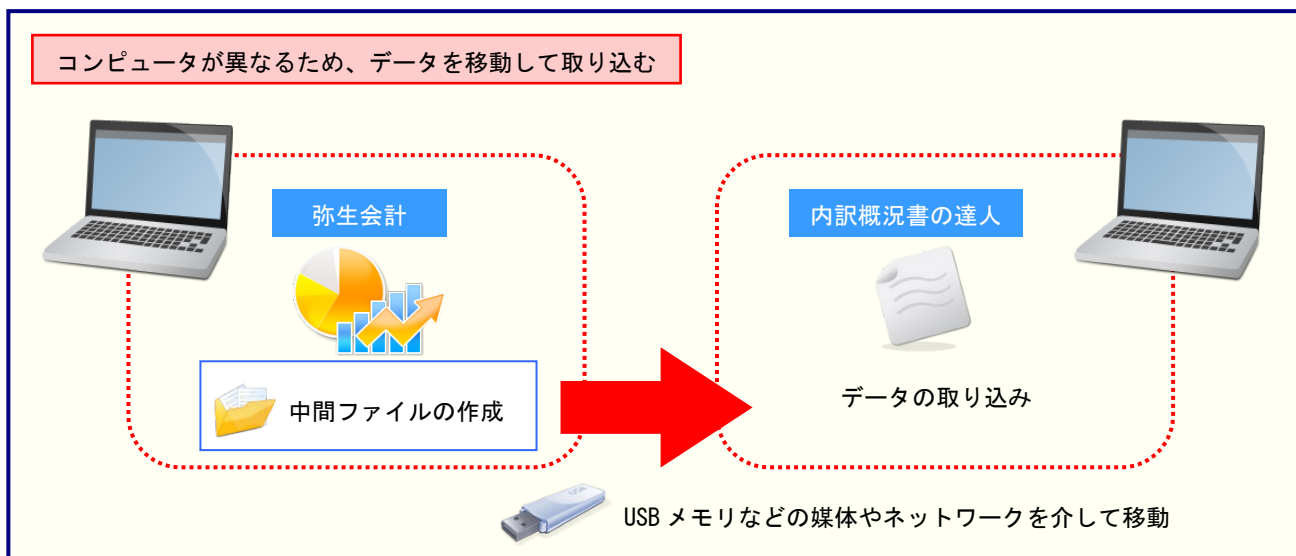 コンピュータが異なるため、データを移動して取り込む
弥生会計
内訳概況書の達人
中間ファイルの作成
データの取り込み
USB
USB メモリなどの媒体やネットワークを介して移動